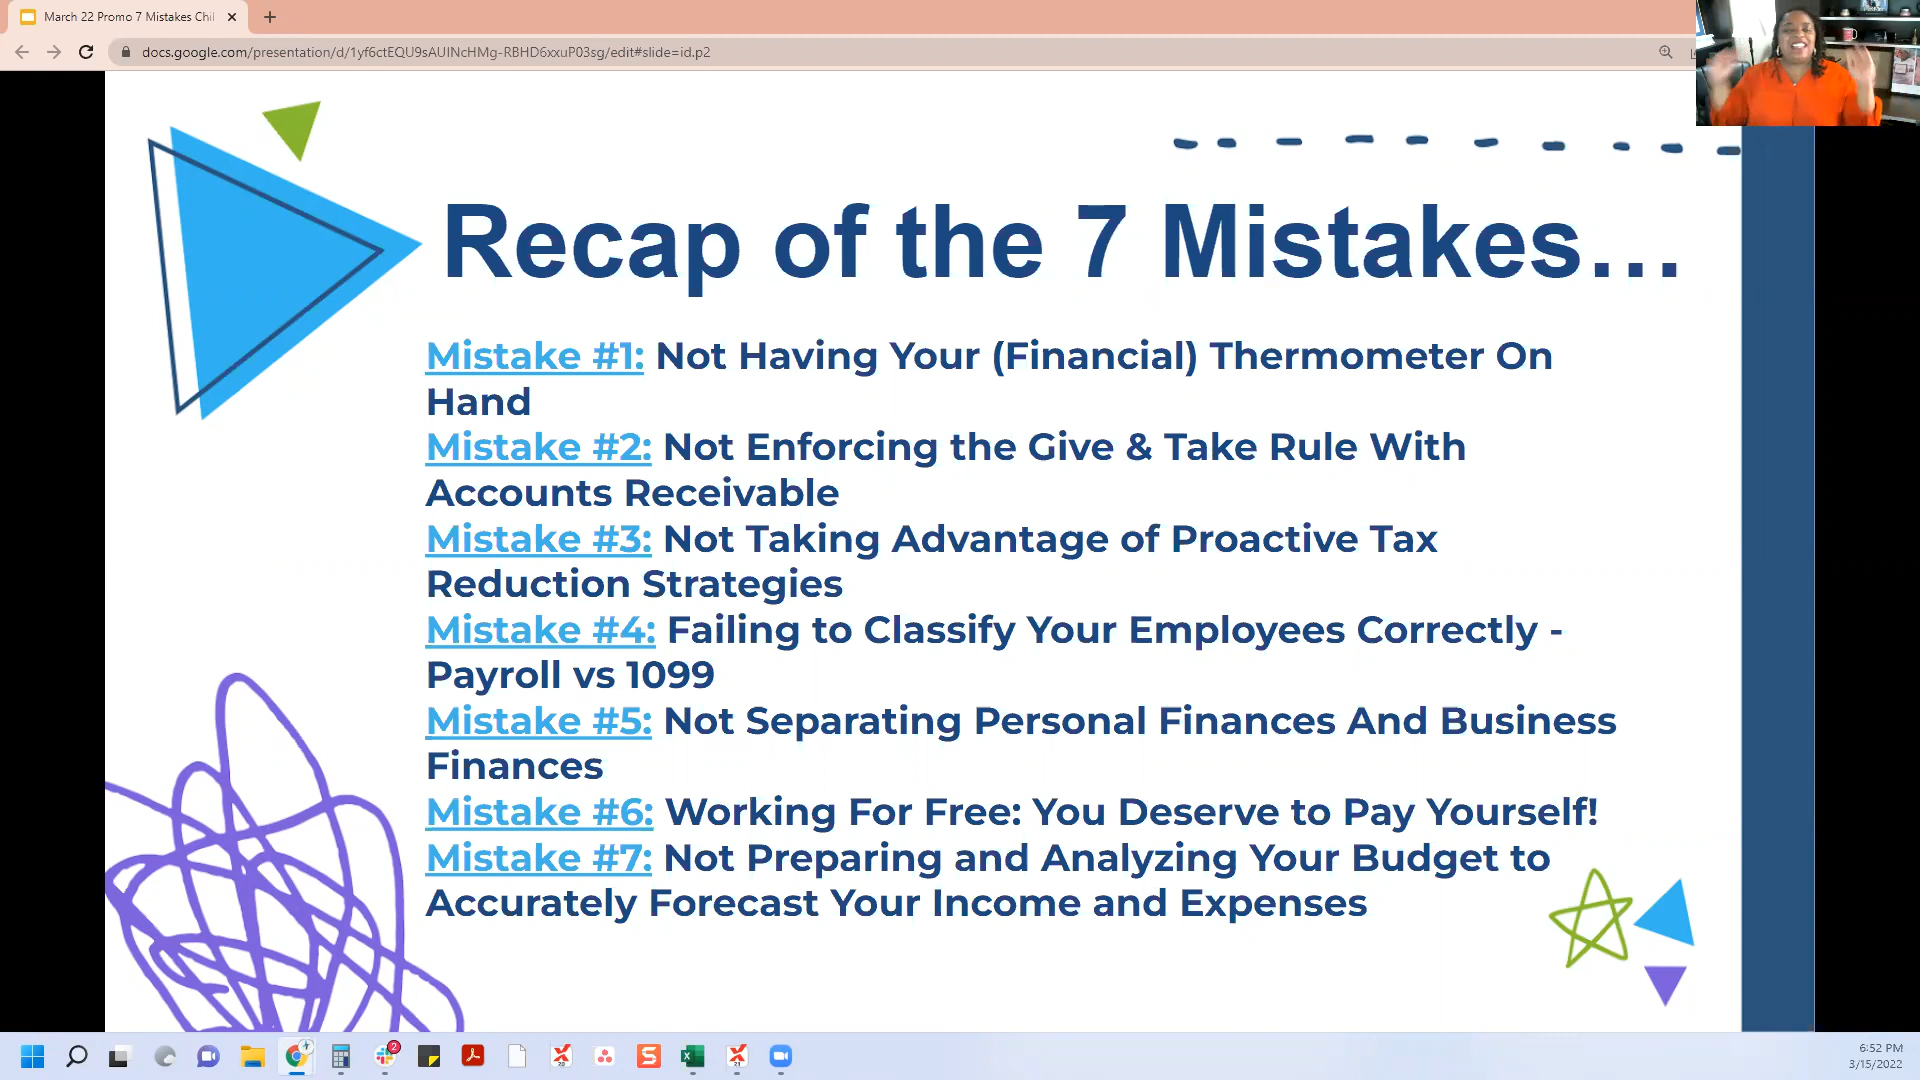 March 22 Promo 7 Mistakes Chi
docs.google.com/presentation/d/1yf6ctEQU9sAUINcHMg-RBHD6xxuP03sg/edit#slide=id.p2
Recap of the 7 Mistakes...
Mistake #1: Not Having Your (Financial) Thermometer On
Hand
Mistake #2: Not Enforcing the Give & Take Rule With
Accounts Receivable
Mistake #3: Not Taking Advantage of Proactive Tax
Reduction Strategies
Mistake #4: Failing to Classify Your Employees Correctly -
Payroll vs 1099
Mistake #5: Not Separating Personal Finances And Business
Finances
Mistake #6: Working For Free: You Deserve to Pay Yourself!
Mistake #7: Not Preparing and Analyzing Your Budget to
Accurately Forecast Your Income and Expenses
2
6:52 PM
3/15/2022